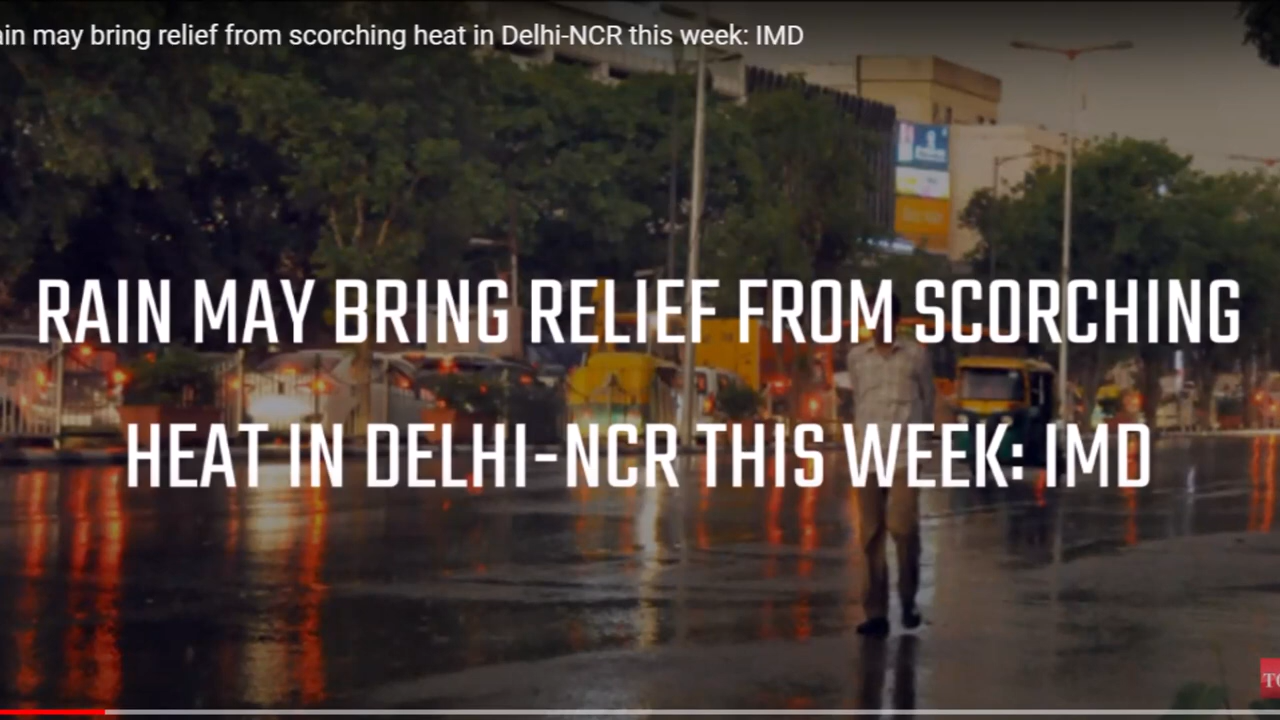 ain may bring relief from scorching heat in Delhi-NCR this week: IMD
RAIN MAY BRING RELIEF FROM SCORCHING
HEAT IN DELHI-NCR THIS WEEK: IMD